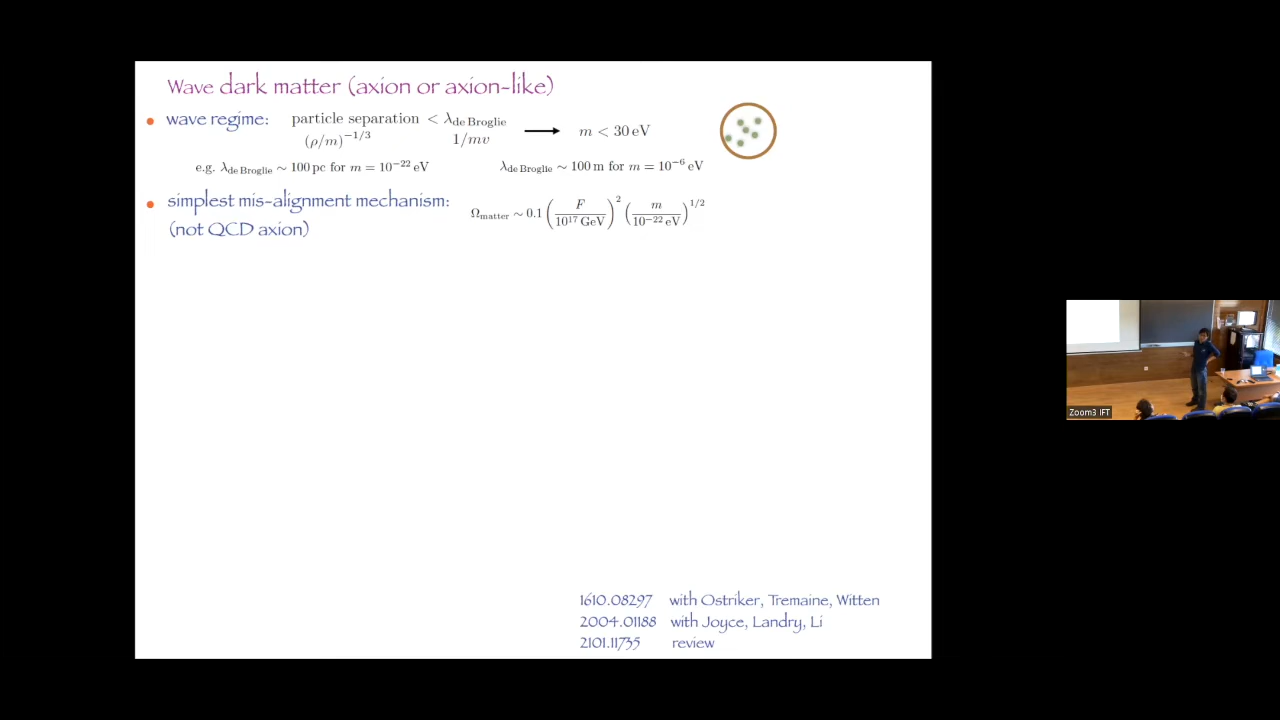 Wave dark matter (axion or axion-like)
wave regime: particle separation < λ_de Broglie → m < 30 eV
(ρ/m)^{-1/3} 1/mv
e.g. λ_de Broglie ∼ 100 pc for m = 10^{-22} eV λ_de Broglie ∼ 100 m for m = 10^{-6} eV
simplest mis-alignment mechanism: Ω_matter ∼ 0.1 (F/10^{17} GeV)^2 (m/10^{-22} eV)^{1/2}
(not QCD axion)
1610.08297 with Ostriker, Tremaine, Witten
2004.01188 with Joyce, Landry, Li
2101.11735 review
Zoom3 IFT